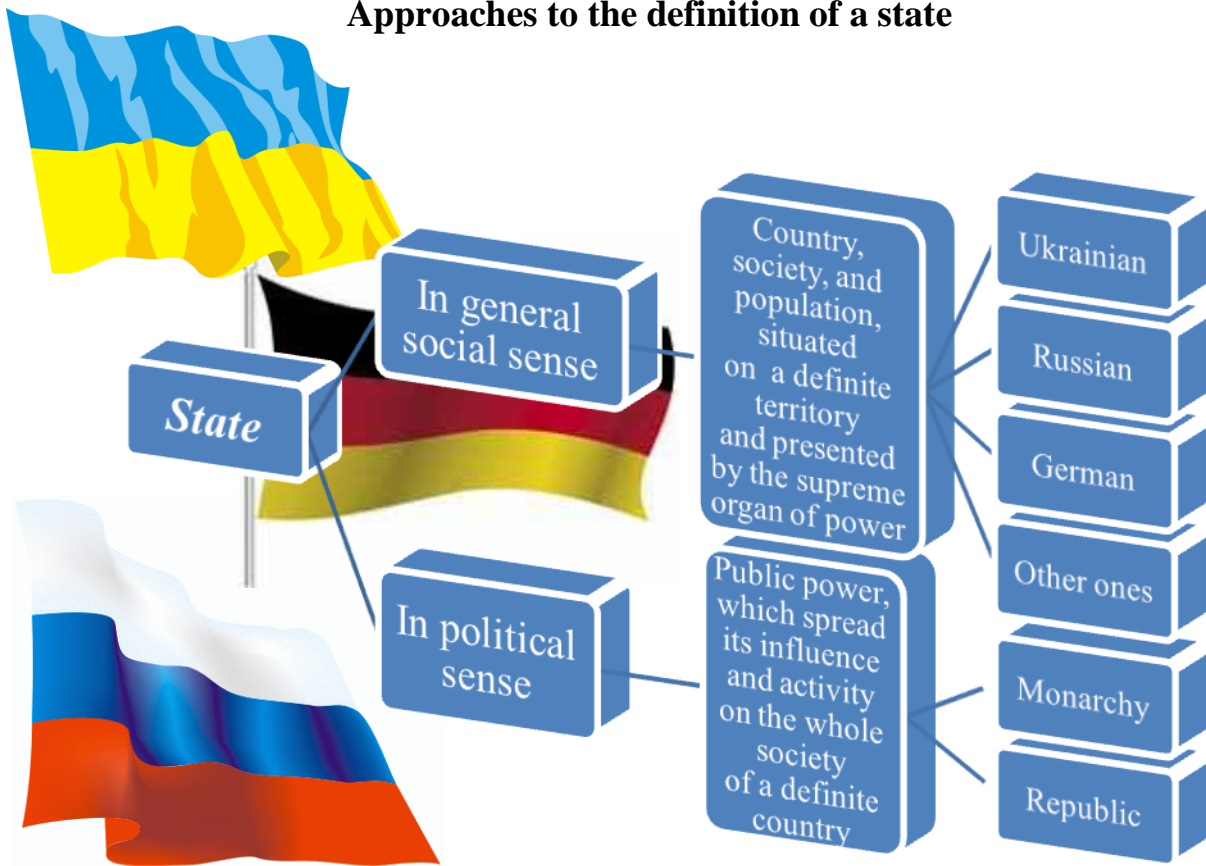 Approaches to the definition of a state
State
In general
social sense
Country,
society, and
population,
situated
on a definite
territory
and presented
by the supreme
organ of power
Ukrainian
Russian
German
Other ones
In political
sense
Public power,
which spread
its influence
and activity
on the whole
society
of a definite
country
Monarchy
Republic